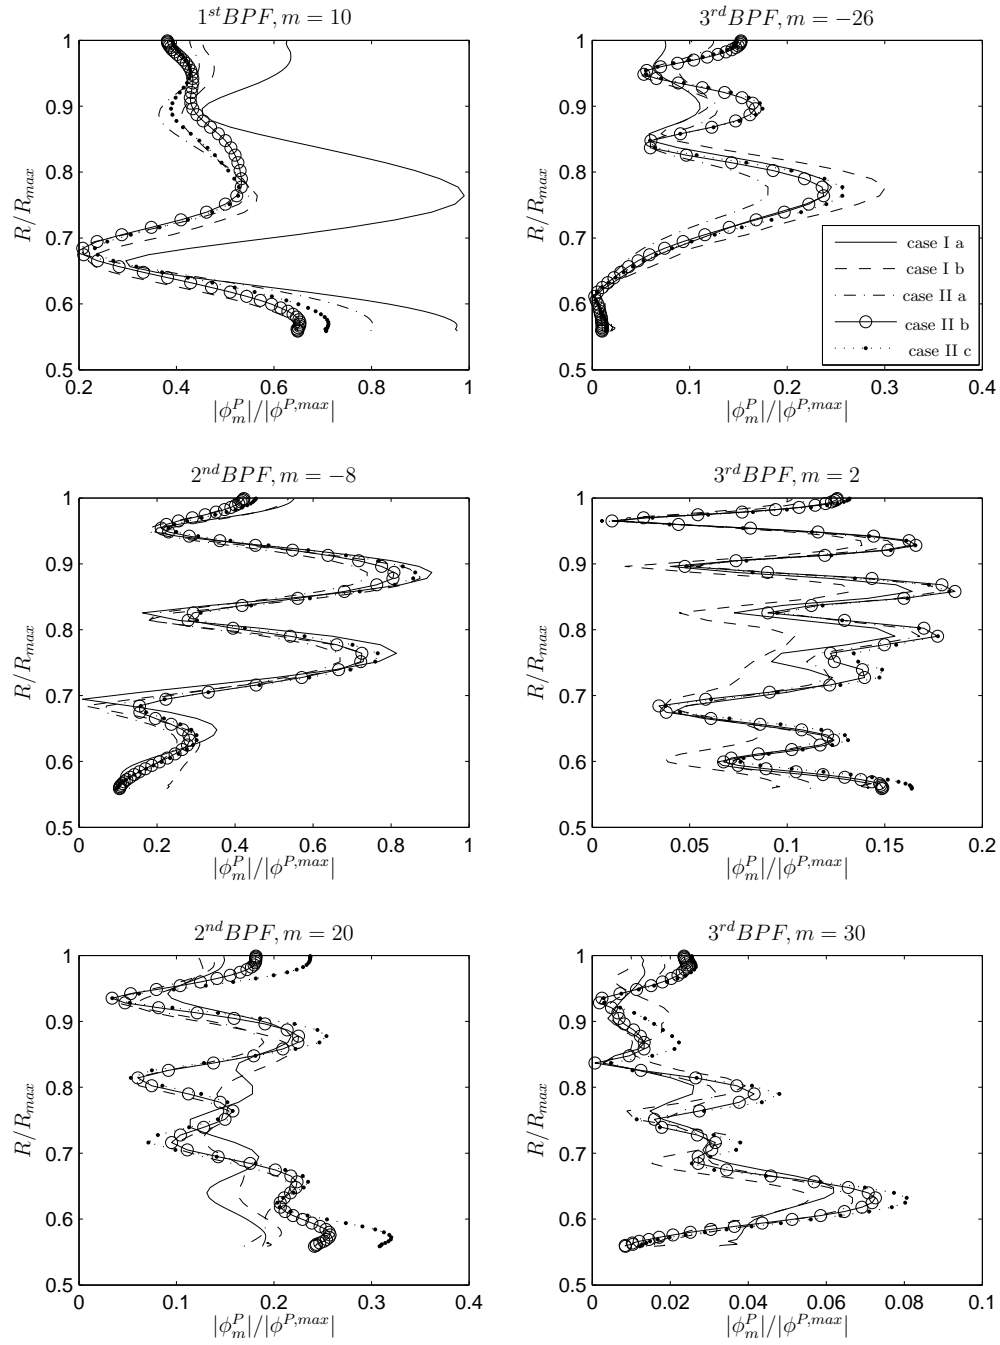 1^{st}BPF, m = 10
1
0.9
0.8
0.7
0.6
0.5
R/R_{max}
0.2 0.4 0.6 0.8 1
|ϕ_m^P|/|ϕ^{P,max}|
3^{rd}BPF, m = −26
1
0.9
0.8
0.7
0.6
0.5
R/R_{max}
case I a
case I b
case II a
case II b
case II c
0 0.1 0.2 0.3 0.4
|ϕ_m^P|/|ϕ^{P,max}|
2^{nd}BPF, m = −8
1
0.9
0.8
0.7
0.6
0.5
R/R_{max}
0 0.2 0.4 0.6 0.8 1
|ϕ_m^P|/|ϕ^{P,max}|
3^{rd}BPF, m = 2
1
0.9
0.8
0.7
0.6
0.5
R/R_{max}
0 0.05 0.1 0.15 0.2
|ϕ_m^P|/|ϕ^{P,max}|
2^{nd}BPF, m = 20
1
0.9
0.8
0.7
0.6
0.5
R/R_{max}
0 0.1 0.2 0.3 0.4
|ϕ_m^P|/|ϕ^{P,max}|
3^{rd}BPF, m = 30
1
0.9
0.8
0.7
0.6
0.5
R/R_{max}
0 0.02 0.04 0.06 0.08 0.1
|ϕ_m^P|/|ϕ^{P,max}|